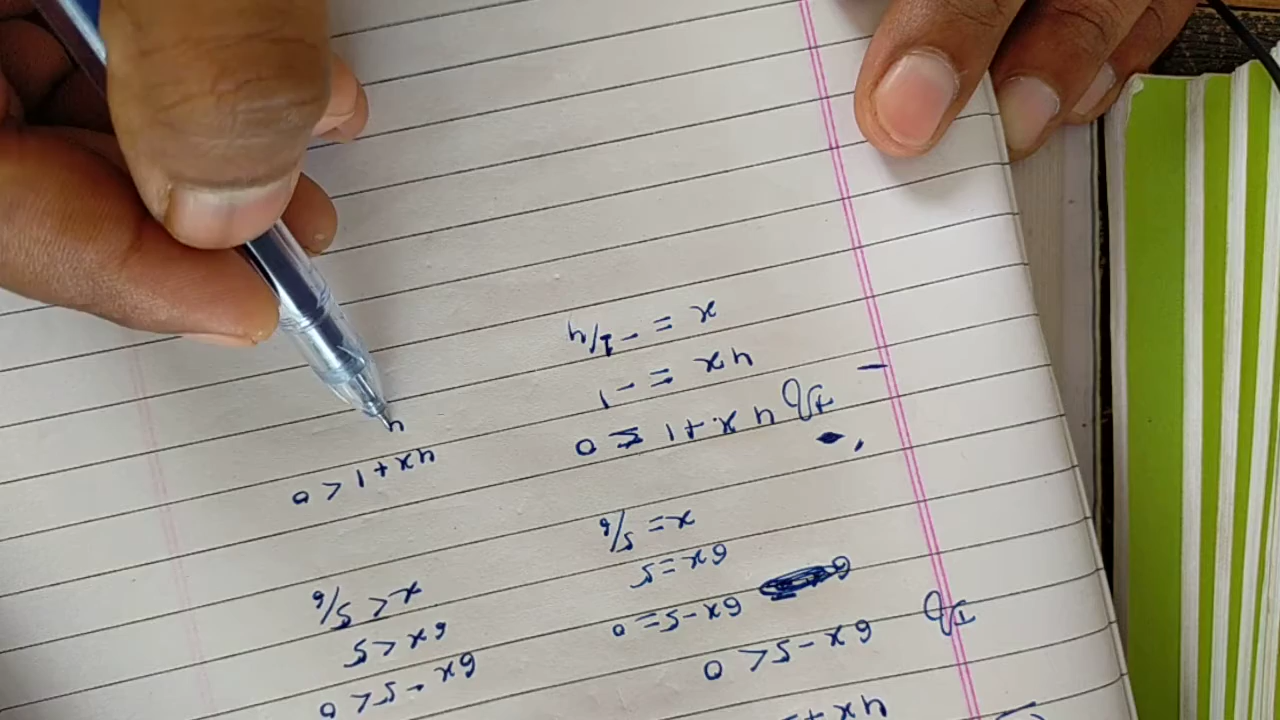 4x +
If 6x - 5 < 0
6x - 5 = 0
6x = 5
x = 5/6
6x - 5 < 0
6x < 5
x < 5/6
If 4x + 1 = 0
4x = -1
x = -1/4
4x + 1 < 0
4